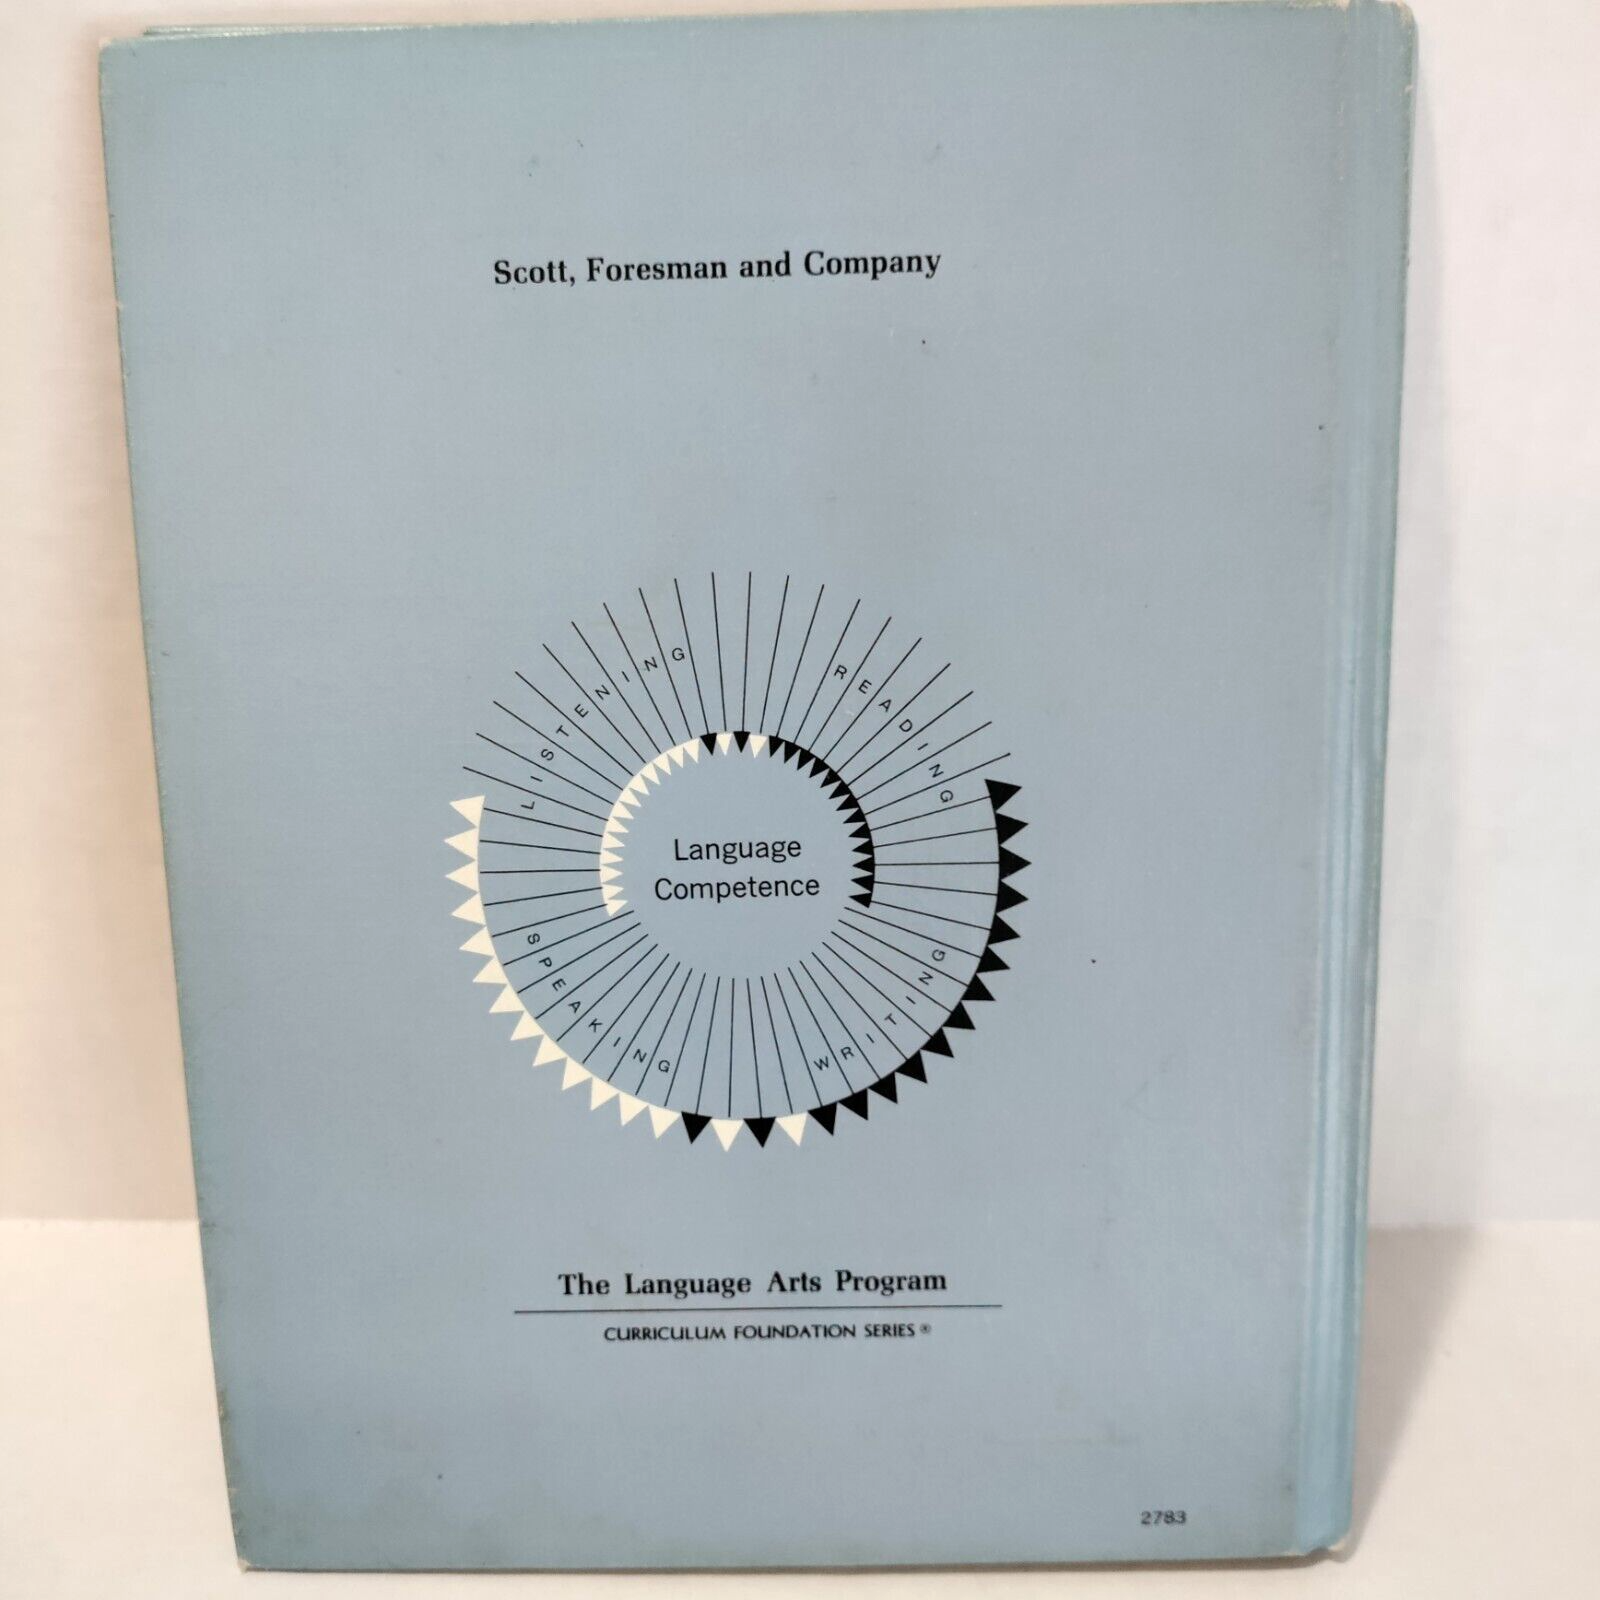 Scott, Foresman and Company
LISTENING
READING
Language
Competence
SPEAKING
WRITING
The Language Arts Program
CURRICULUM FOUNDATION SERIES ®
2783